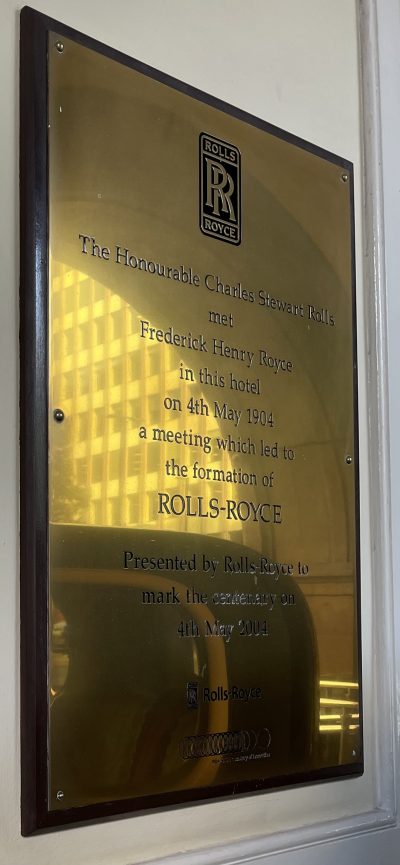 ROLLS
RR
ROYCE
The Honourable Charles Stewart Rolls
met
Frederick Henry Royce
in this hotel
on 4th May 1904
a meeting which led to
the formation of
ROLLS-ROYCE
Presented by Rolls-Royce to
mark the centenary on
4th May 2004
Rolls-Royce